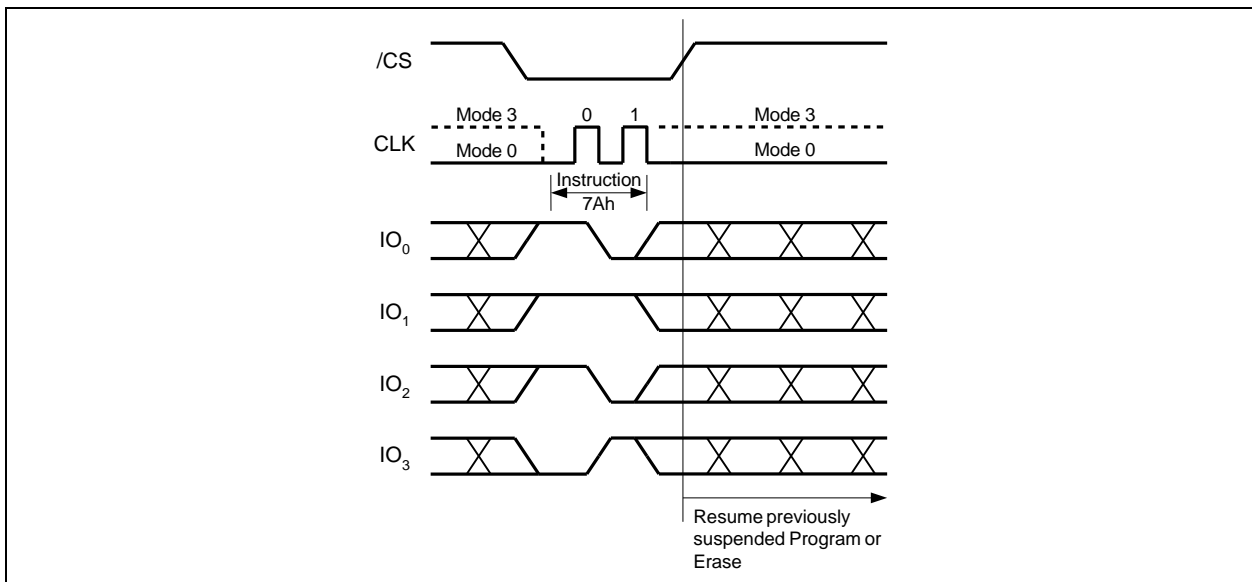 /CS
Mode 3 0 1 Mode 3
CLK
Mode 0 Mode 0
Instruction
7Ah
IO0
IO1
IO2
IO3
Resume previously
suspended Program or
Erase